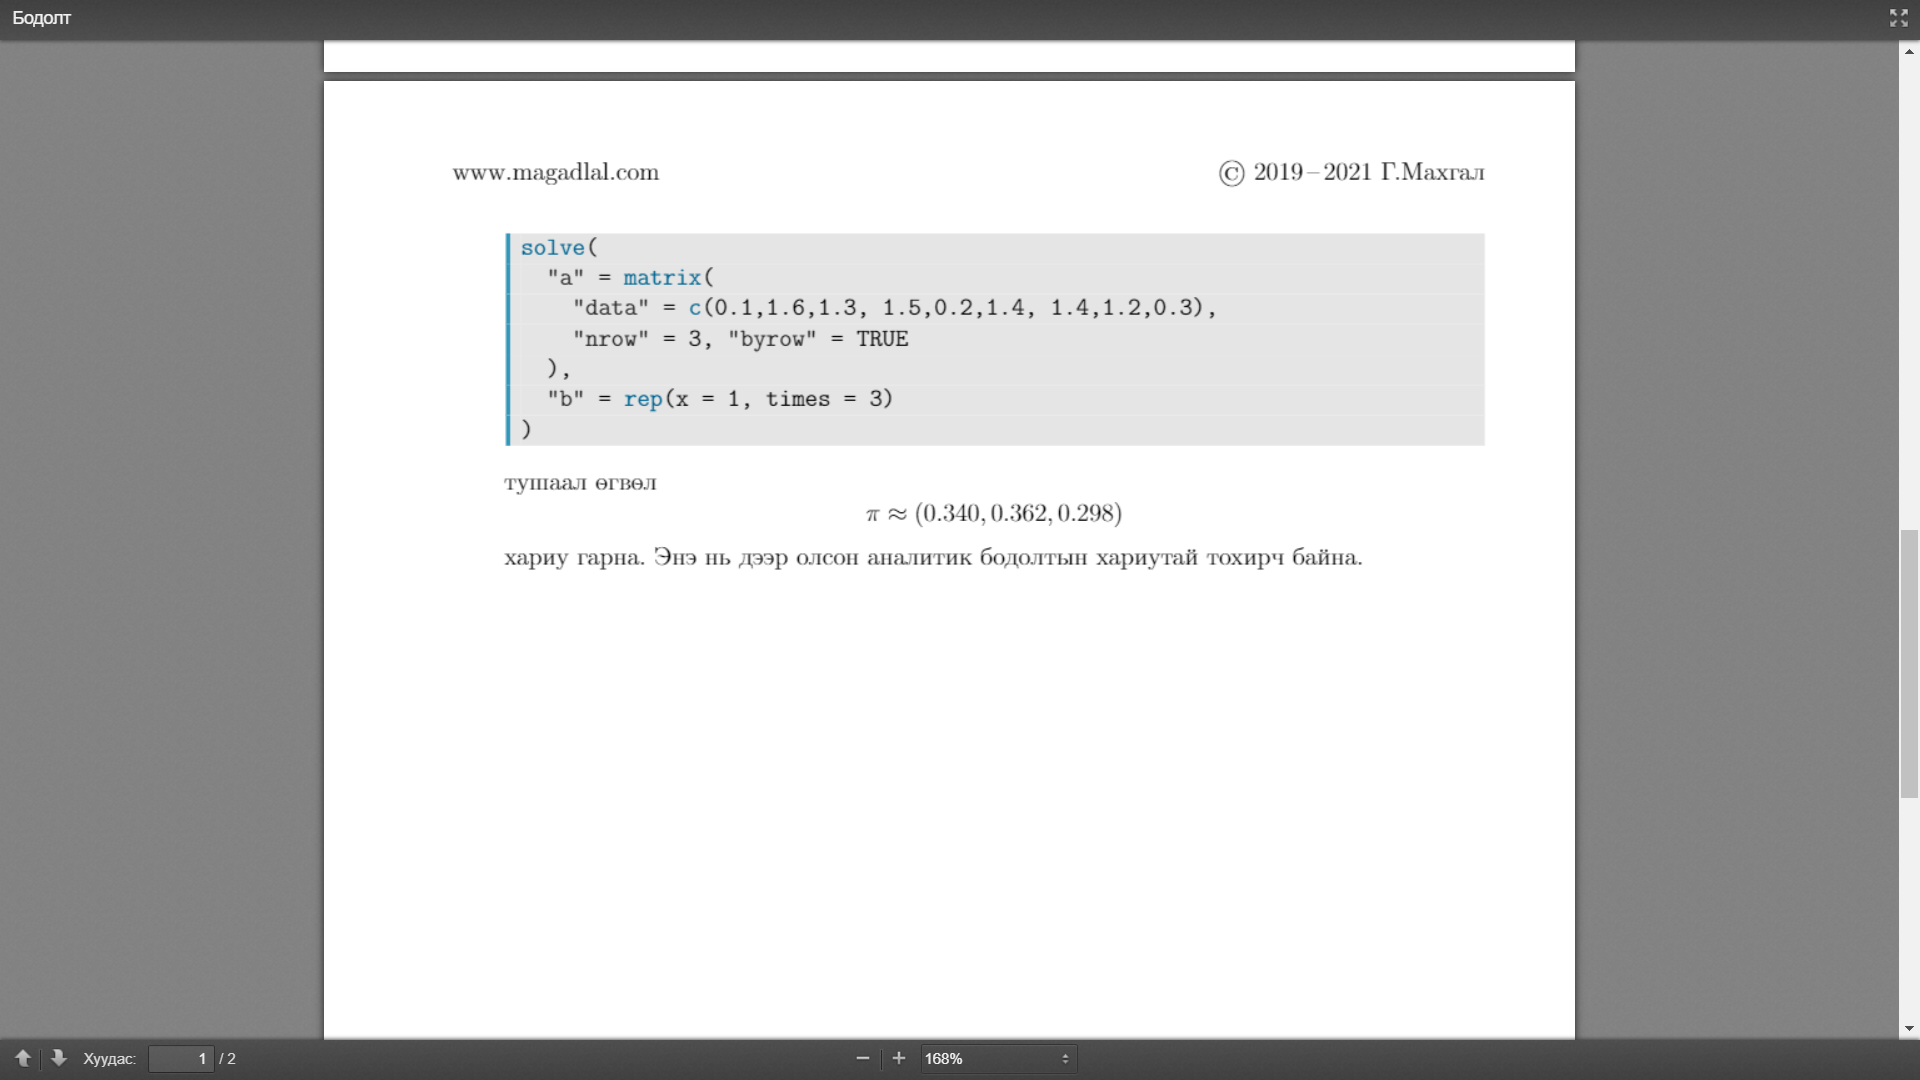 Бодолт
www.magadlal.com
© 2019–2021 Г.Махгал
solve(
"a" = matrix(
"data" = c(0.1,1.6,1.3, 1.5,0.2,1.4, 1.4,1.2,0.3),
"nrow" = 3, "byrow" = TRUE
),
"b" = rep(x = 1, times = 3)
)
тушаал өгвөл
π ≈ (0.340, 0.362, 0.298)
хариу гарна. Энэ нь дээр олсон аналитик бодолтын хариутай тохирч байна.
Хуудас: 1 / 2
168%